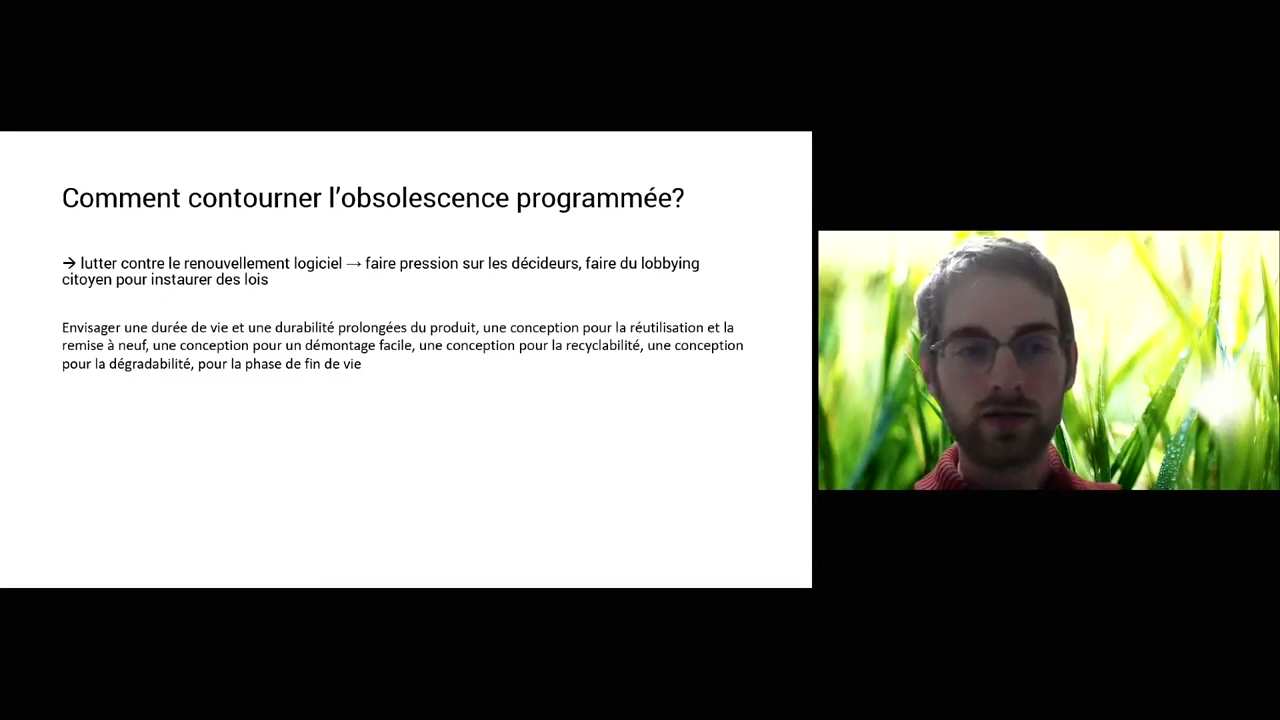 Comment contourner l’obsolescence programmée?
→ lutter contre le renouvellement logiciel → faire pression sur les décideurs, faire du lobbying
citoyen pour instaurer des lois
Envisager une durée de vie et une durabilité prolongées du produit, une conception pour la réutilisation et la
remise à neuf, une conception pour un démontage facile, une conception pour la recyclabilité, une conception
pour la dégradabilité, pour la phase de fin de vie